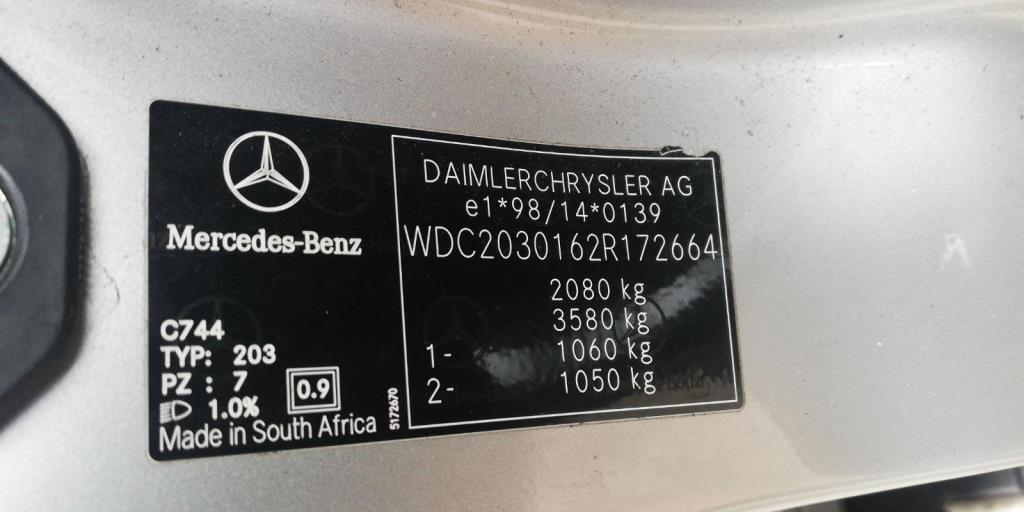 Mercedes-Benz
C744
TYP: 203
PZ : 7
1.0%
0.9
Made in South Africa
5172670
DAIMLERCHRYSLER AG
e1*98/14*0139
WDC2030162R172664
2080 kg
3580 kg
1- 1060 kg
2- 1050 kg